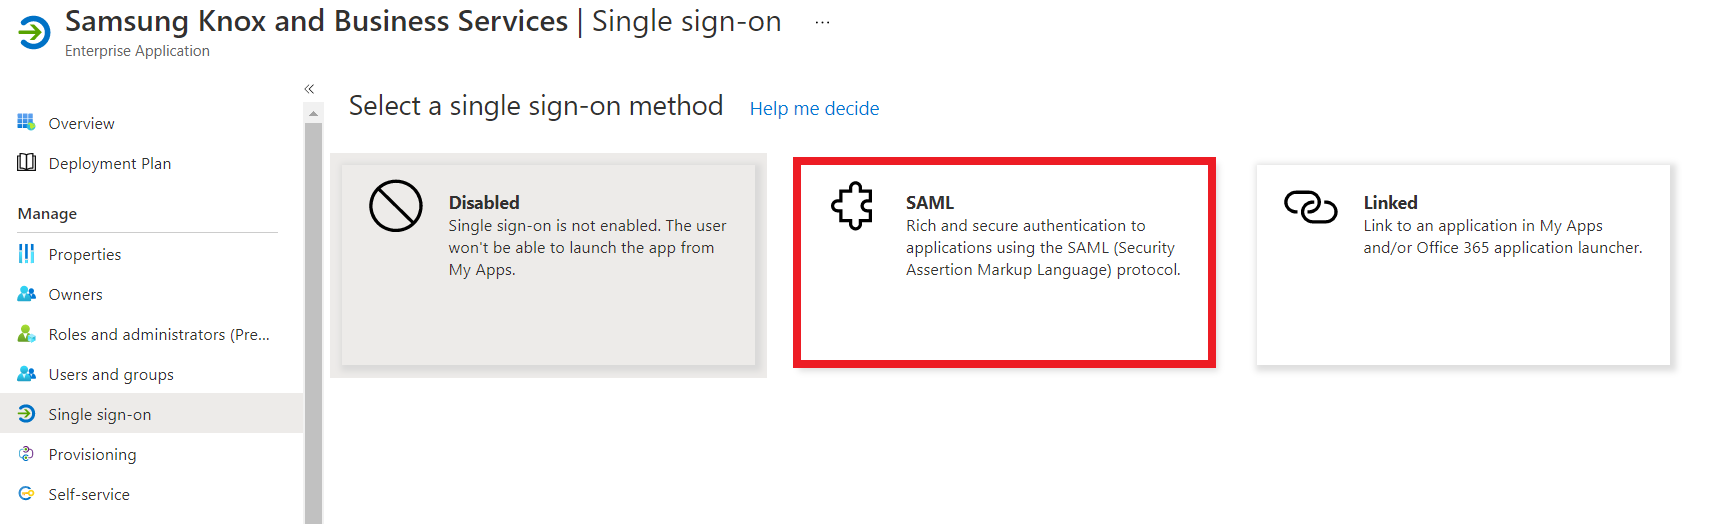 Samsung Knox and Business Services | Single sign-on ...
Enterprise Application
«
Overview
Deployment Plan
Manage
Properties
Owners
Roles and administrators (Pre...
Users and groups
Single sign-on
Provisioning
Self-service
Select a single sign-on method Help me decide
Disabled
Single sign-on is not enabled. The user
won't be able to launch the app from
My Apps.
SAML
Rich and secure authentication to
applications using the SAML (Security
Assertion Markup Language) protocol.
Linked
Link to an application in My Apps
and/or Office 365 application launcher.